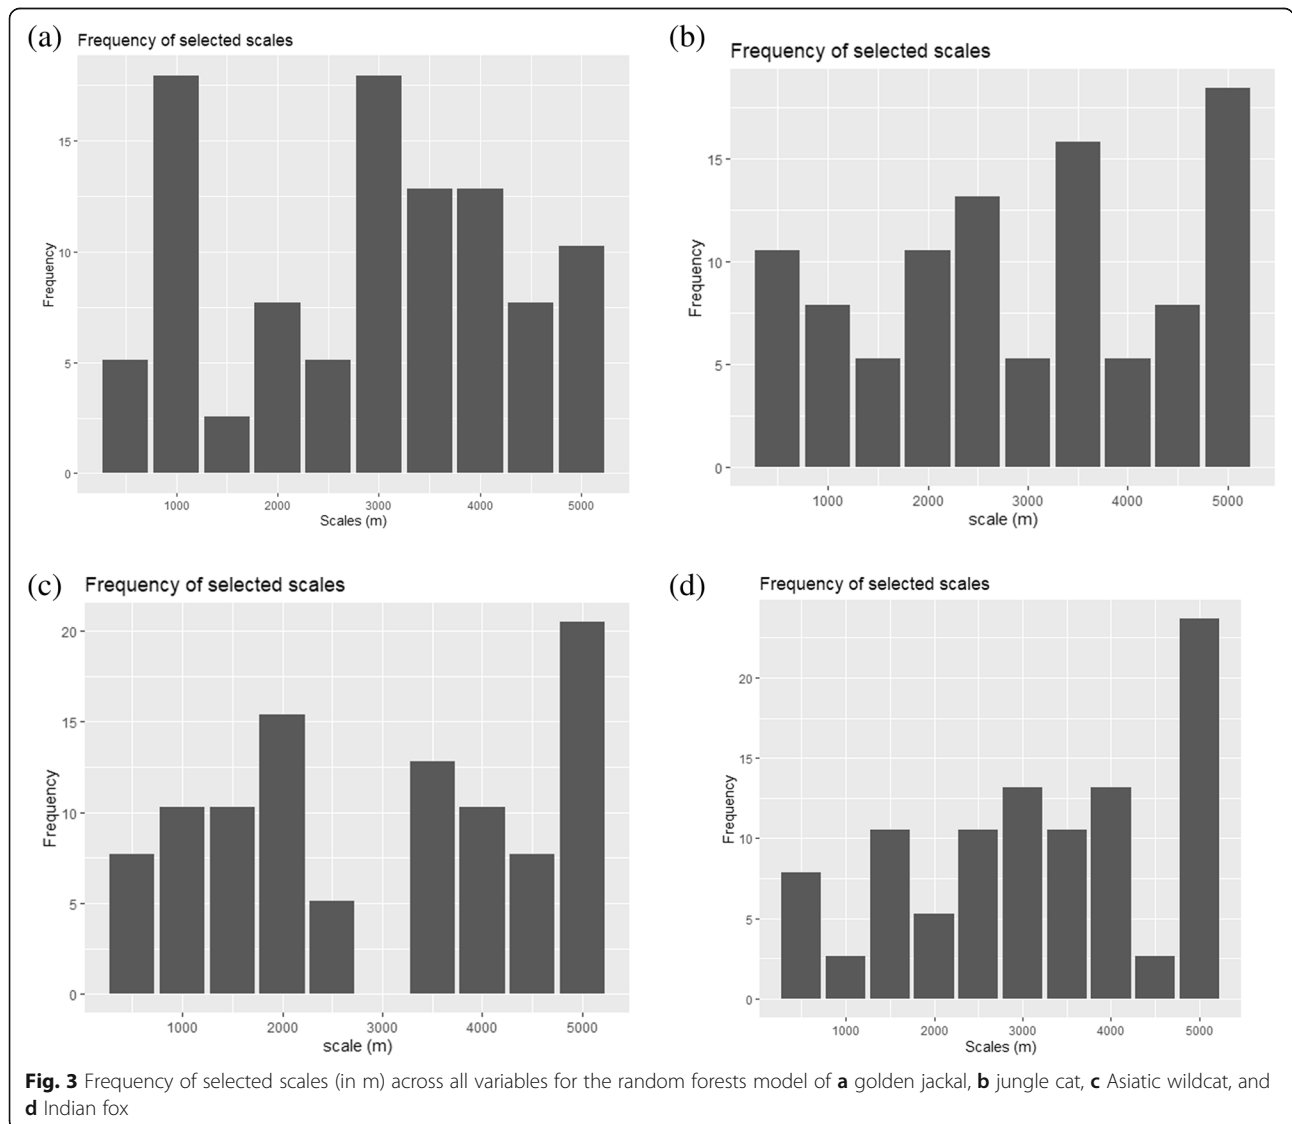 (a)
Frequency of selected scales
Frequency
15
10
5
0
1000 2000 3000 4000 5000
Scales (m)
(b)
Frequency of selected scales
Frequency
15
10
5
0
1000 2000 3000 4000 5000
scale (m)
(c)
Frequency of selected scales
Frequency
20
15
10
5
0
1000 2000 3000 4000 5000
scale (m)
(d)
Frequency of selected scales
Frequency
20
15
10
5
0
1000 2000 3000 4000 5000
Scales (m)
Fig. 3 Frequency of selected scales (in m) across all variables for the random forests model of a golden jackal, b jungle cat, c Asiatic wildcat, and
d Indian fox